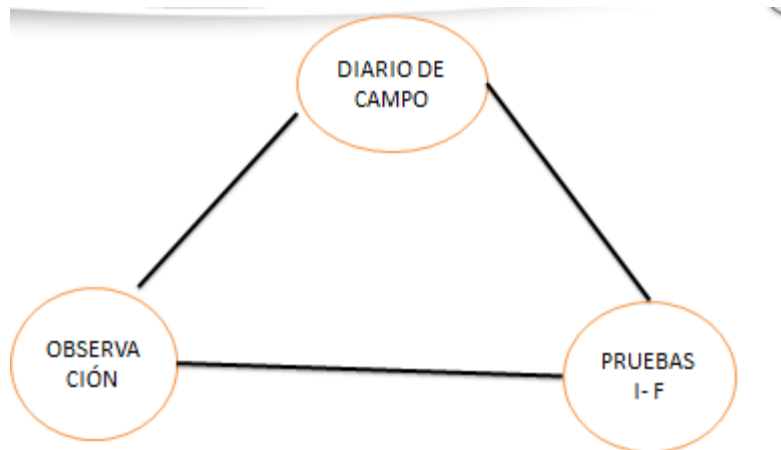 DIARIO DE
CAMPO
OBSERVA
CIÓN
PRUEBAS
I- F